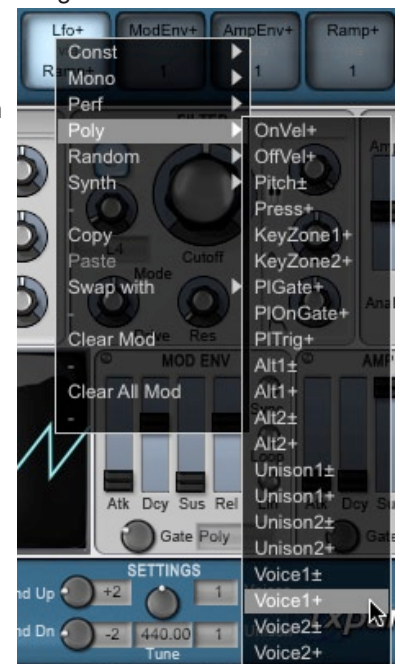 Lfo+ ModEnv+ AmpEnv+ Ramp+
1 1 1
Const
Mono
Perf
Poly
Random
Synth
-
Copy
Paste
Swap with
-
Clear Mod
-
Clear All Mod
-
OnVel+
OffVel+
Pitch±
Press+
KeyZone1+
KeyZone2+
PlGate+
PlOnGate+
PlTrig+
Alt1±
Alt1+
Alt2±
Alt2+
Unison1±
Unison1+
Unison2±
Unison2+
Voice1±
Voice1+
Voice2±
Voice2+
Cutoff
Mode
Res
MOD ENV
Atk Dcy Sus Rel
Gate Poly
SETTINGS
+2 1
-2 440.00 1
Tune